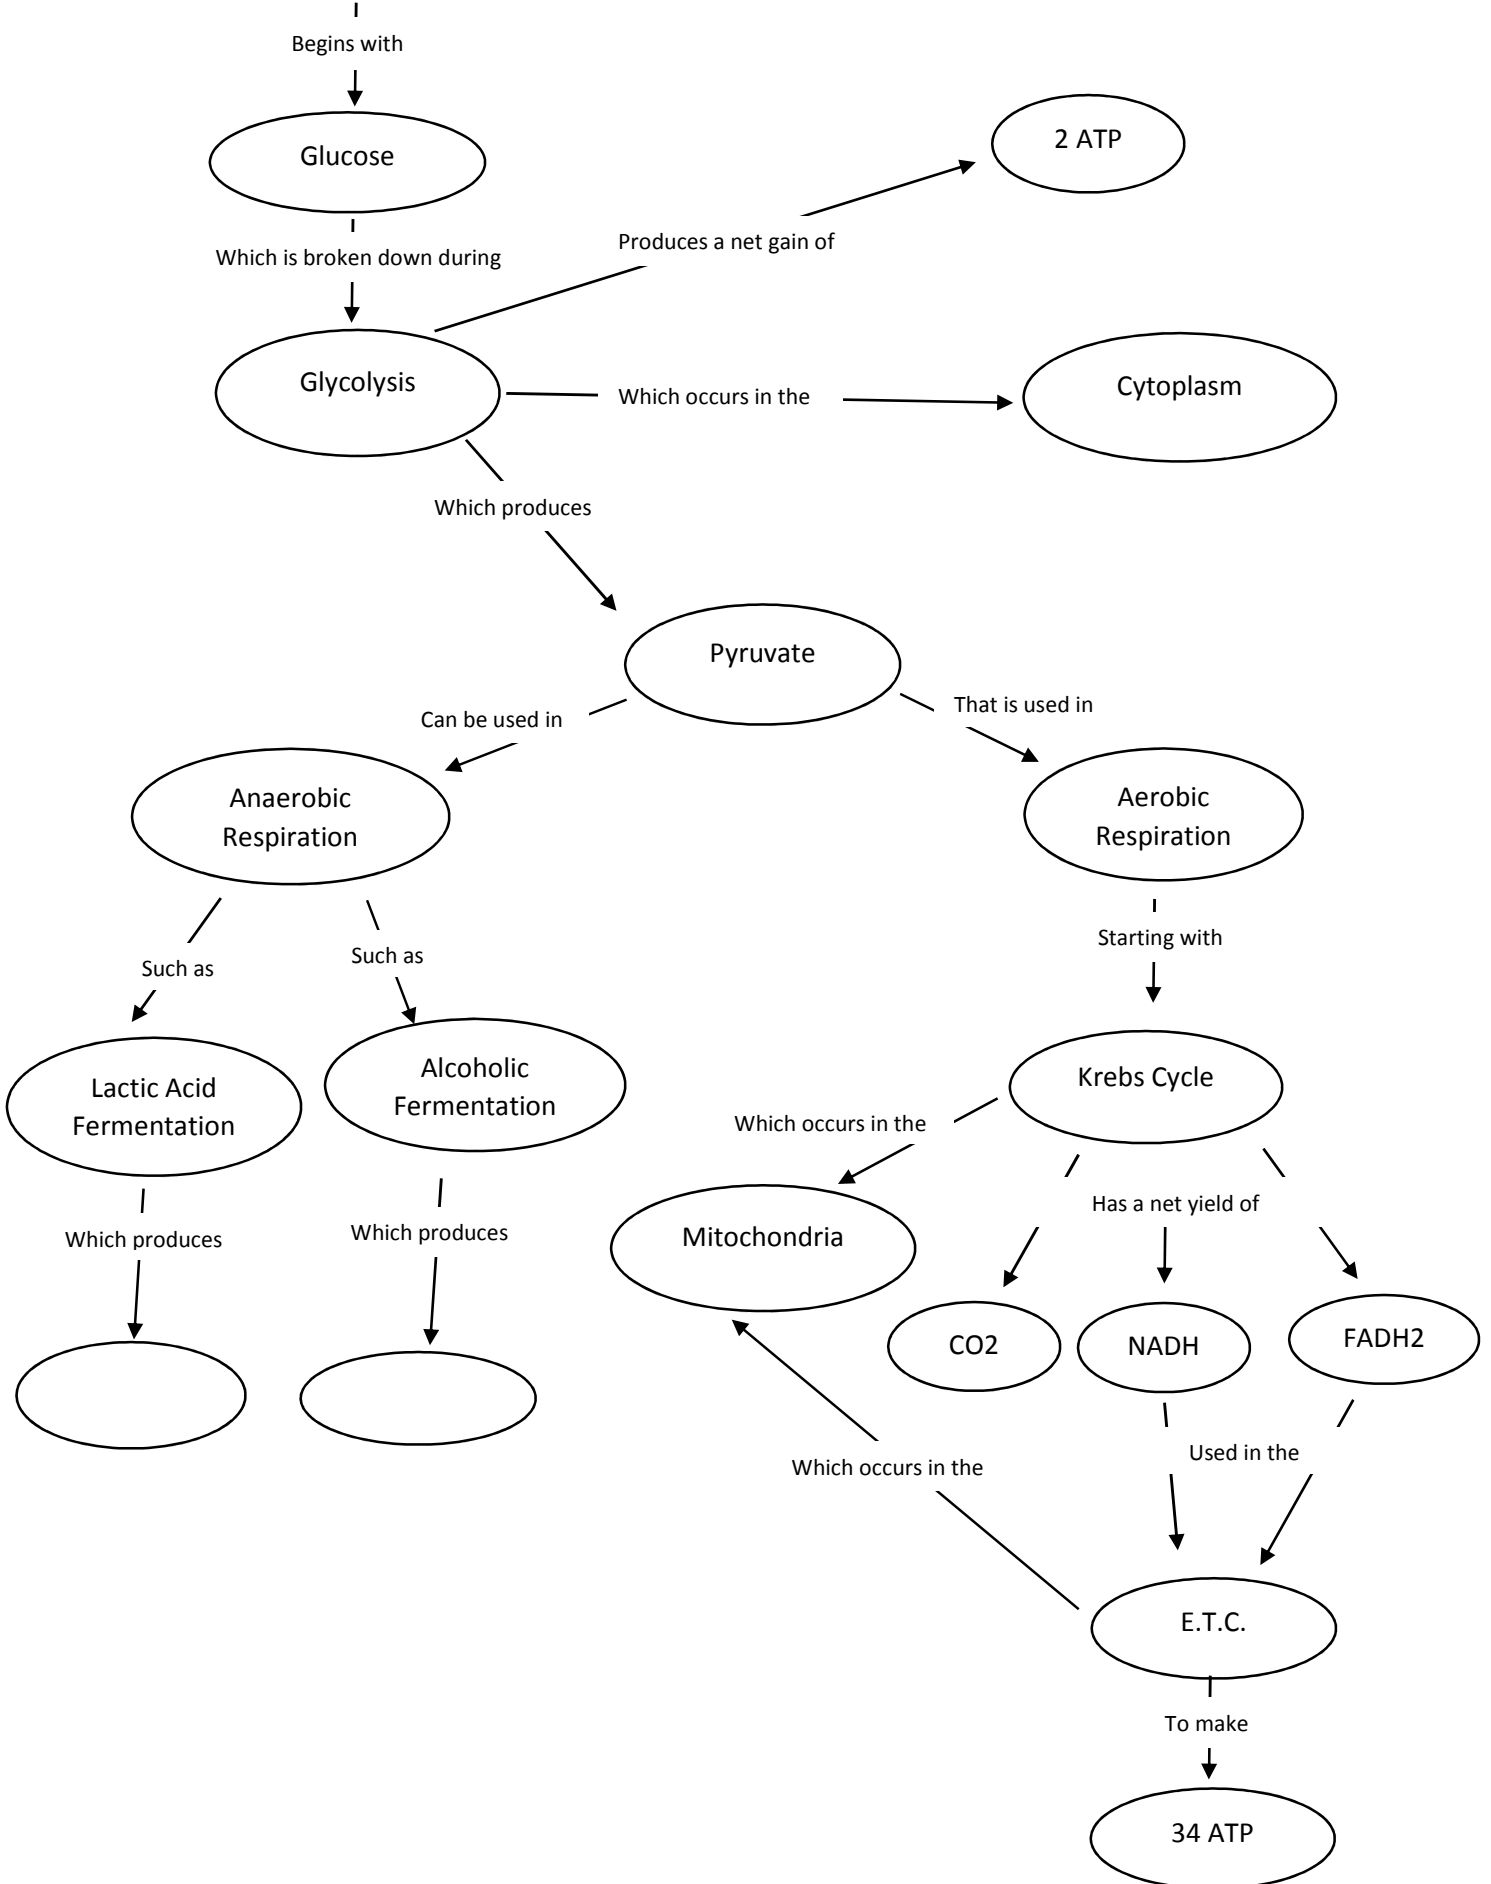 Begins with
Glucose
2 ATP
Which is broken down during
Produces a net gain of
Glycolysis
Which occurs in the
Cytoplasm
Which produces
Pyruvate
Can be used in
That is used in
Anaerobic
Respiration
Aerobic
Respiration
Such as
Such as
Starting with
Lactic Acid
Fermentation
Alcoholic
Fermentation
Krebs Cycle
Which occurs in the
Has a net yield of
Which produces
Which produces
Mitochondria
CO2
NADH
FADH2
Used in the
Which occurs in the
E.T.C.
To make
34 ATP